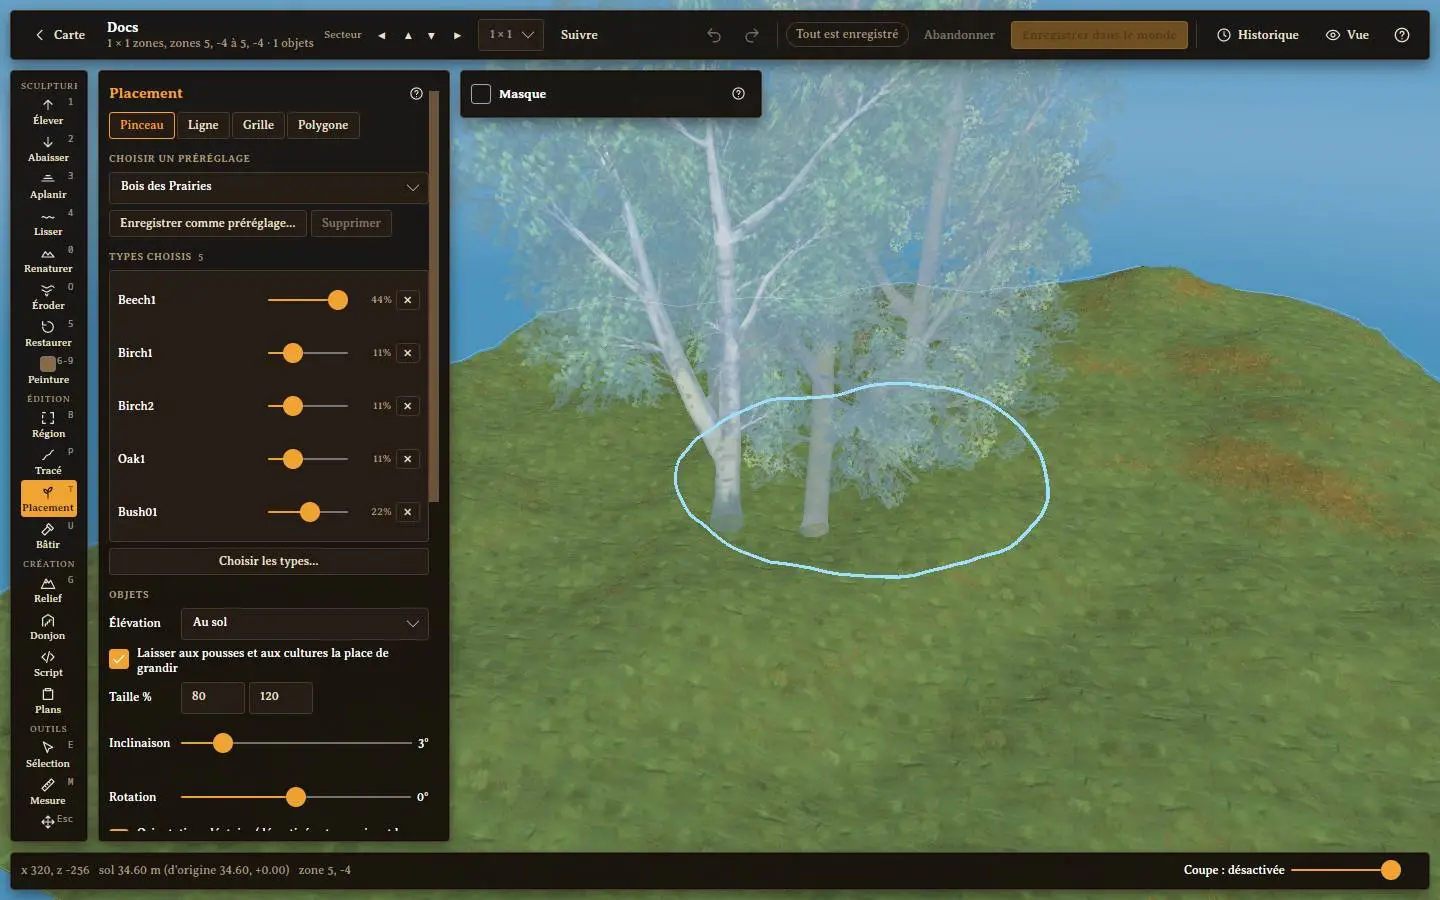 Carte
Docs
1 × 1 zones, zones 5, -4 à 5, -4 · 1 objets
Secteur
1 × 1
Suivre
Tout est enregistré
Abandonner
Enregistrer dans le monde
Historique
Vue
SCULPTURE
1
Élever
2
Abaisser
3
Aplanir
4
Lisser
0
Renaturer
O
Éroder
5
Restaurer
6-9
Peinture
ÉDITION
B
Région
P
Tracé
T
Placement
U
Bâtir
CRÉATION
G
Relief
Donjon
Script
Plans
OUTILS
E
Sélection
M
Mesure
Esc
Placement
Pinceau
Ligne
Grille
Polygone
CHOISIR UN PRÉRÉGLAGE
Bois des Prairies
Enregistrer comme préréglage...
Supprimer
TYPES CHOISIS 5
Beech1 44%
Birch1 11%
Birch2 11%
Oak1 11%
Bush01 22%
Choisir les types...
OBJETS
Élévation Au sol
Laisser aux pousses et aux cultures la place de
grandir
Taille % 80 120
Inclinaison 3°
Rotation 0°
Masque
x 320, z -256 sol 34.60 m (d'origine 34.60, +0.00) zone 5, -4
Coupe : désactivée